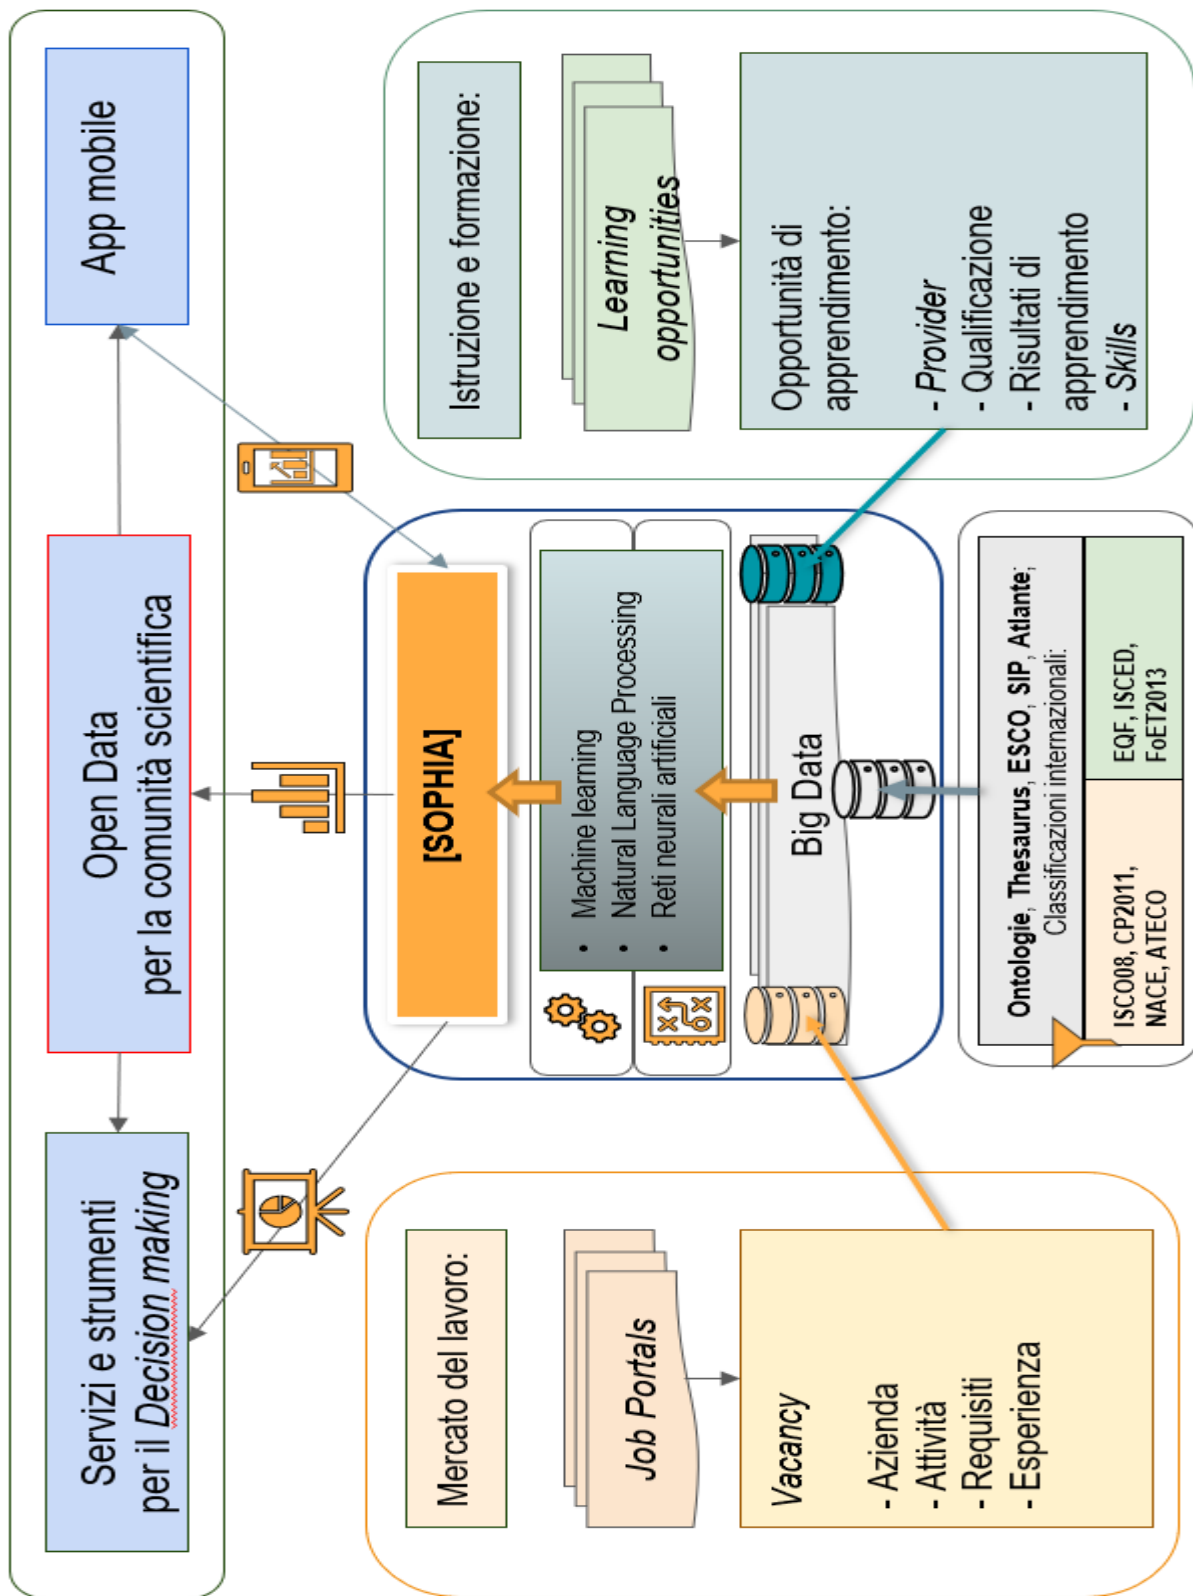 Servizi e strumenti
per il Decision making
Open Data
per la comunità scientifica
App mobile
Mercato del lavoro:
Job Portals
Vacancy
- Azienda
- Attività
- Requisiti
- Esperienza
[SOPHIA]
• Machine learning
• Natural Language Processing
• Reti neurali artificiali
Big Data
Ontologie, Thesaurus, ESCO, SIP, Atlante;
Classificazioni internazionali:
ISCO08, CP2011,
NACE, ATECO
EQF, ISCED,
FoET2013
Istruzione e formazione:
Learning
opportunities
Opportunità di
apprendimento:
- Provider
- Qualificazione
- Risultati di
apprendimento
- Skills